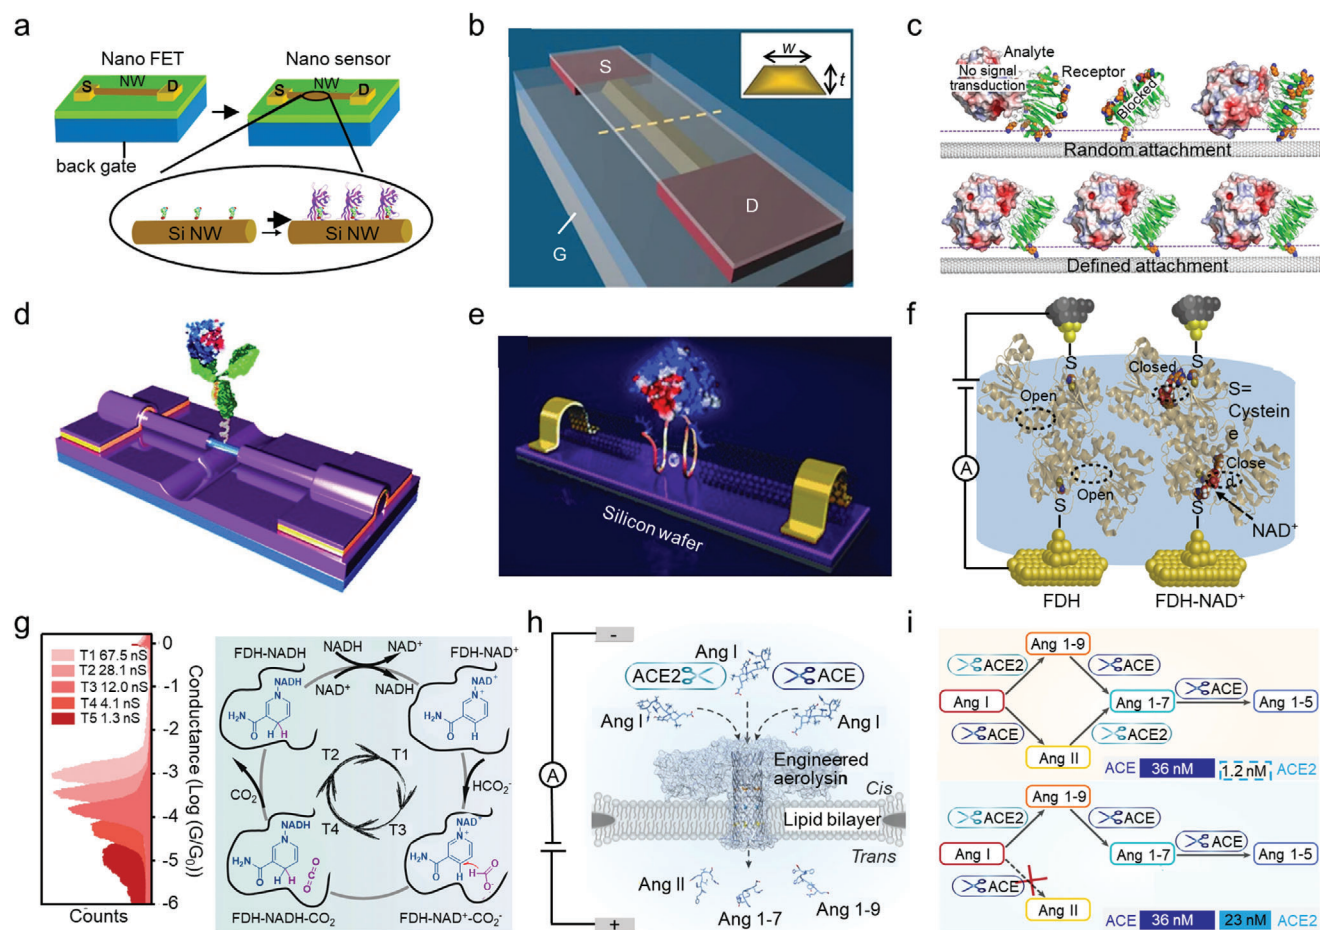 a
Nano FET
Nano sensor
S
NW
D
S
NW
D
back gate
Si NW
Si NW
b
S
D
G
w
t
c
Analyte
No signal
transduction
Receptor
Blocked
Random attachment
Defined attachment
d
e
Silicon wafer
f
A
S
S
Closed
Open
S=
Cystein
e
Open
Close
d
S
S
NAD⁺
FDH
FDH-NAD⁺
g
T1 67.5 nS
T2 28.1 nS
T3 12.0 nS
T4 4.1 nS
T5 1.3 nS
0
-1
-2
-3
-4
-5
-6
Conductance (Log (G/G₀))
Counts
FDH-NADH
NADH
NAD⁺
FDH-NAD⁺
NAD⁺
NADH
NADH
N
H₂N
O
H H
NAD⁺
N⁺
H₂N
O
H
T2
T1
T4
T3
CO₂
HCO₂⁻
NADH
N
H₂N
O
H H
O=C=O
NAD⁺
N⁺
H₂N
O
H
H
O
O⁻
FDH-NADH-CO₂
FDH-NAD⁺-CO₂⁻
h
-
A
+
Ang I
ACE2
ACE
Ang I
Ang I
Engineered
aerolysin
Cis
Lipid bilayer
Trans
Ang II
Ang 1-7
Ang 1-9
i
Ang 1-9
ACE2
ACE
Ang I
Ang 1-7
ACE
Ang 1-5
ACE
ACE2
Ang II
ACE
36 nM
1.2 nM
ACE2
Ang 1-9
ACE2
ACE
Ang I
Ang 1-7
ACE
Ang 1-5
ACE
Ang II
ACE
36 nM
23 nM
ACE2